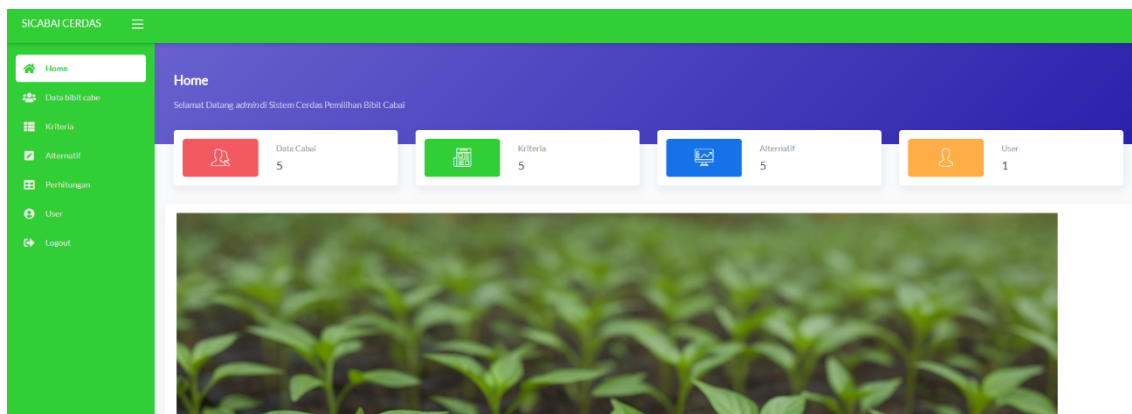 SICABAI CERDAS
Home
Data bibit cabe
Kriteria
Alternatif
Perhitungan
User
Logout
Home
Selamat Datang admin di Sistem Cerdas Pemilihan Bibit Cabai
Data Cabai
5
Kriteria
5
Alternatif
5
User
1